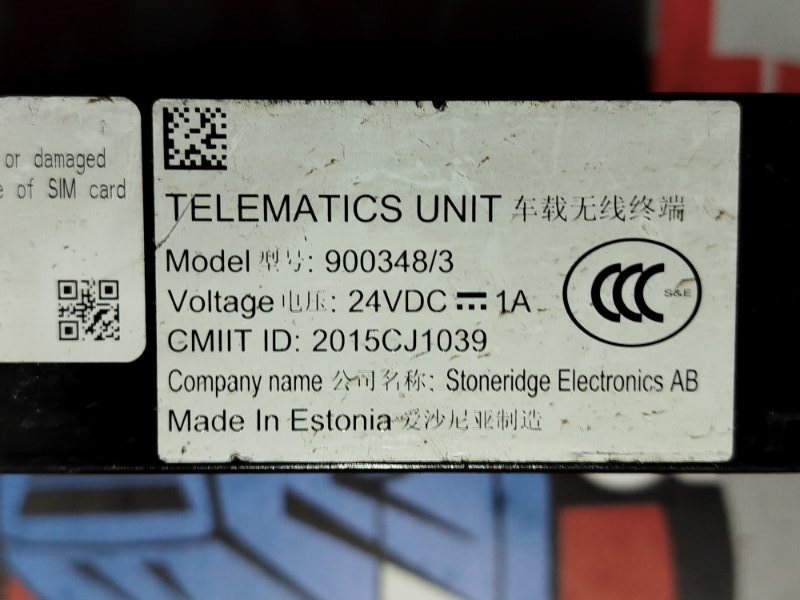 or damaged
of SIM card
TELEMATICS UNIT 车载无线终端
Model 型号: 900348/3
Voltage 电压: 24VDC 1A
CCC S&E
CMIIT ID: 2015CJ1039
Company name 公司名称: Stoneridge Electronics AB
Made In Estonia 爱沙尼亚制造